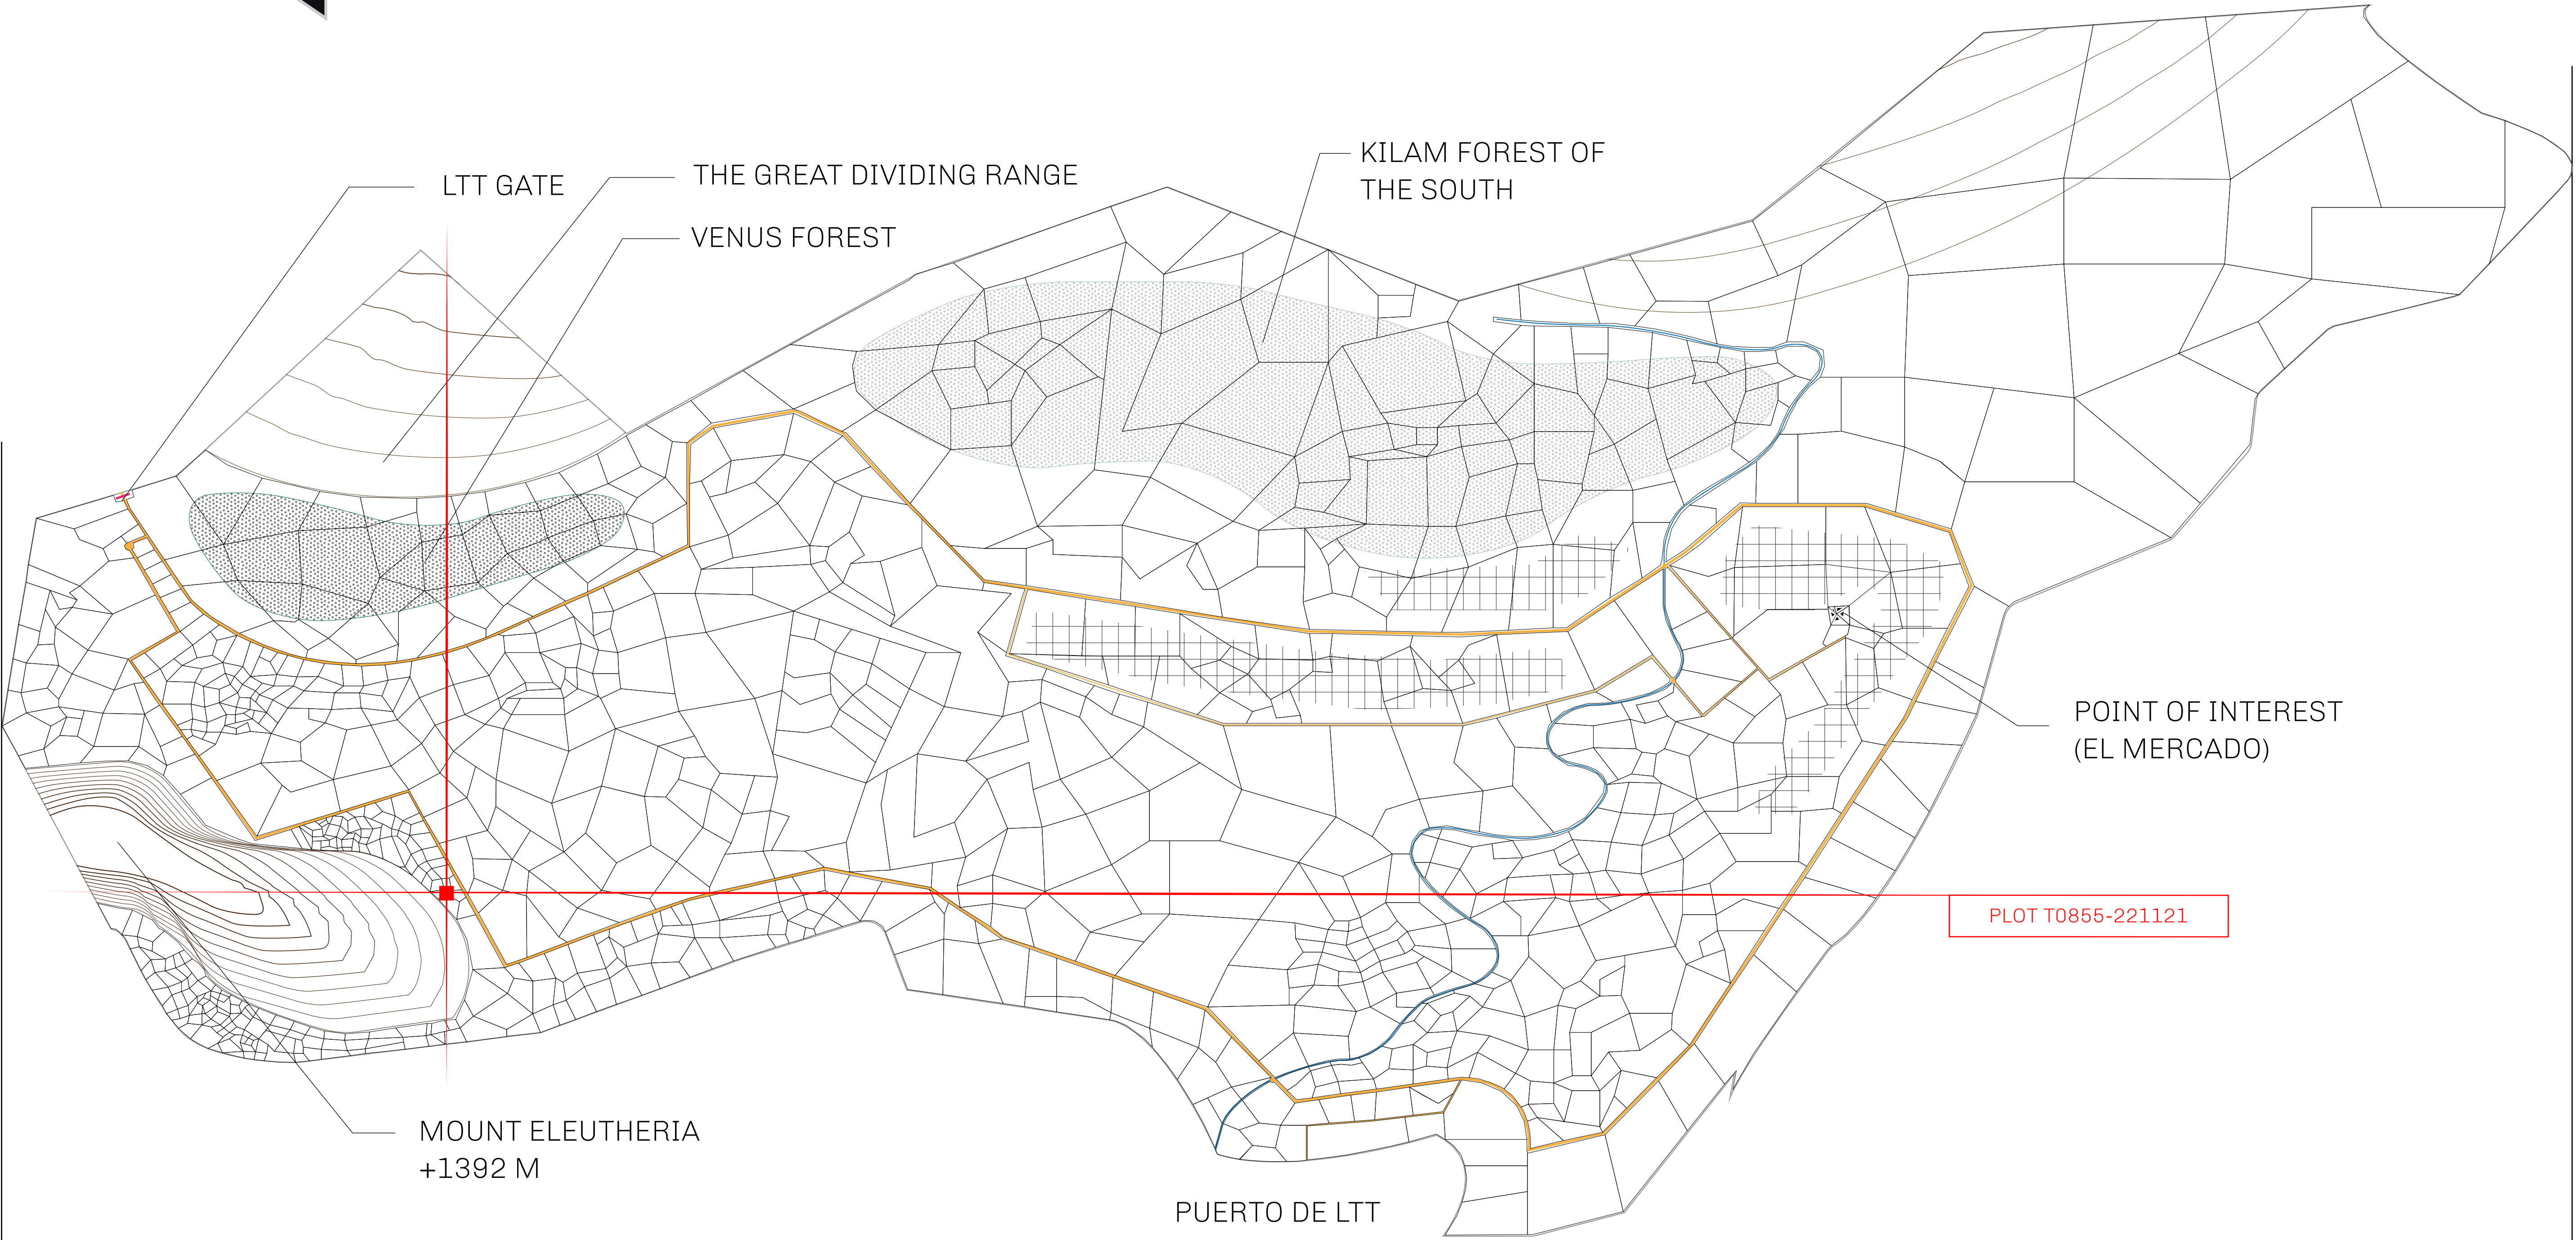 KILAM FOREST OF
THE SOUTH
THE GREAT DIVIDING RANGE
LTT GATE
VENUS FOREST
POINT OF INTEREST
(EL MERCADO)
PLOT T0855-221121
MOUNT ELEUTHERIA
+1392 M
PUERTO DE LTT